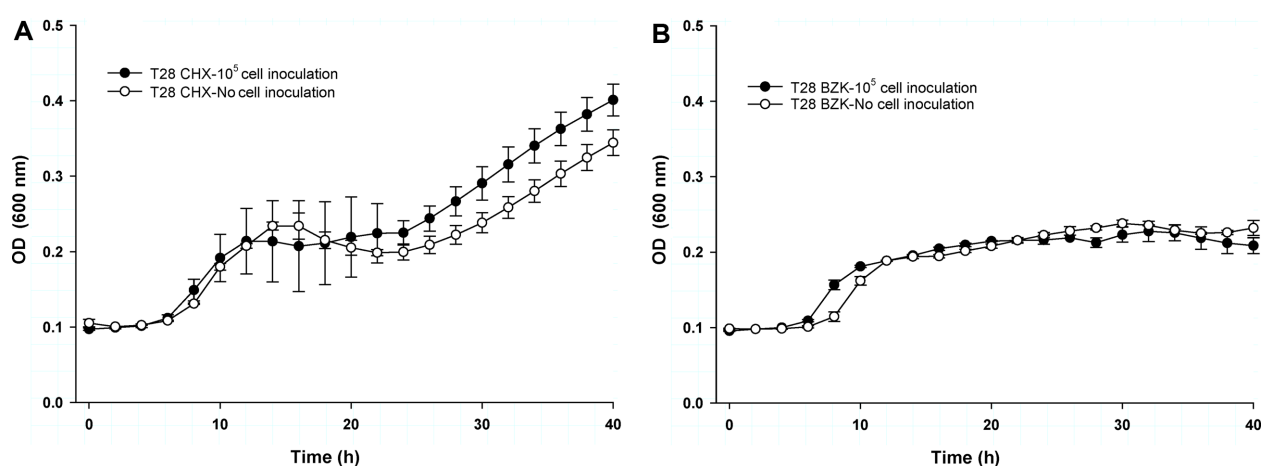 A
0.5
0.4
0.3
0.2
0.1
0.0
OD (600 nm)
T28 CHX-10⁵ cell inoculation
T28 CHX-No cell inoculation
0 10 20 30 40
Time (h)
B
0.5
0.4
0.3
0.2
0.1
0.0
OD (600 nm)
T28 BZK-10⁵ cell inoculation
T28 BZK-No cell inoculation
0 10 20 30 40
Time (h)